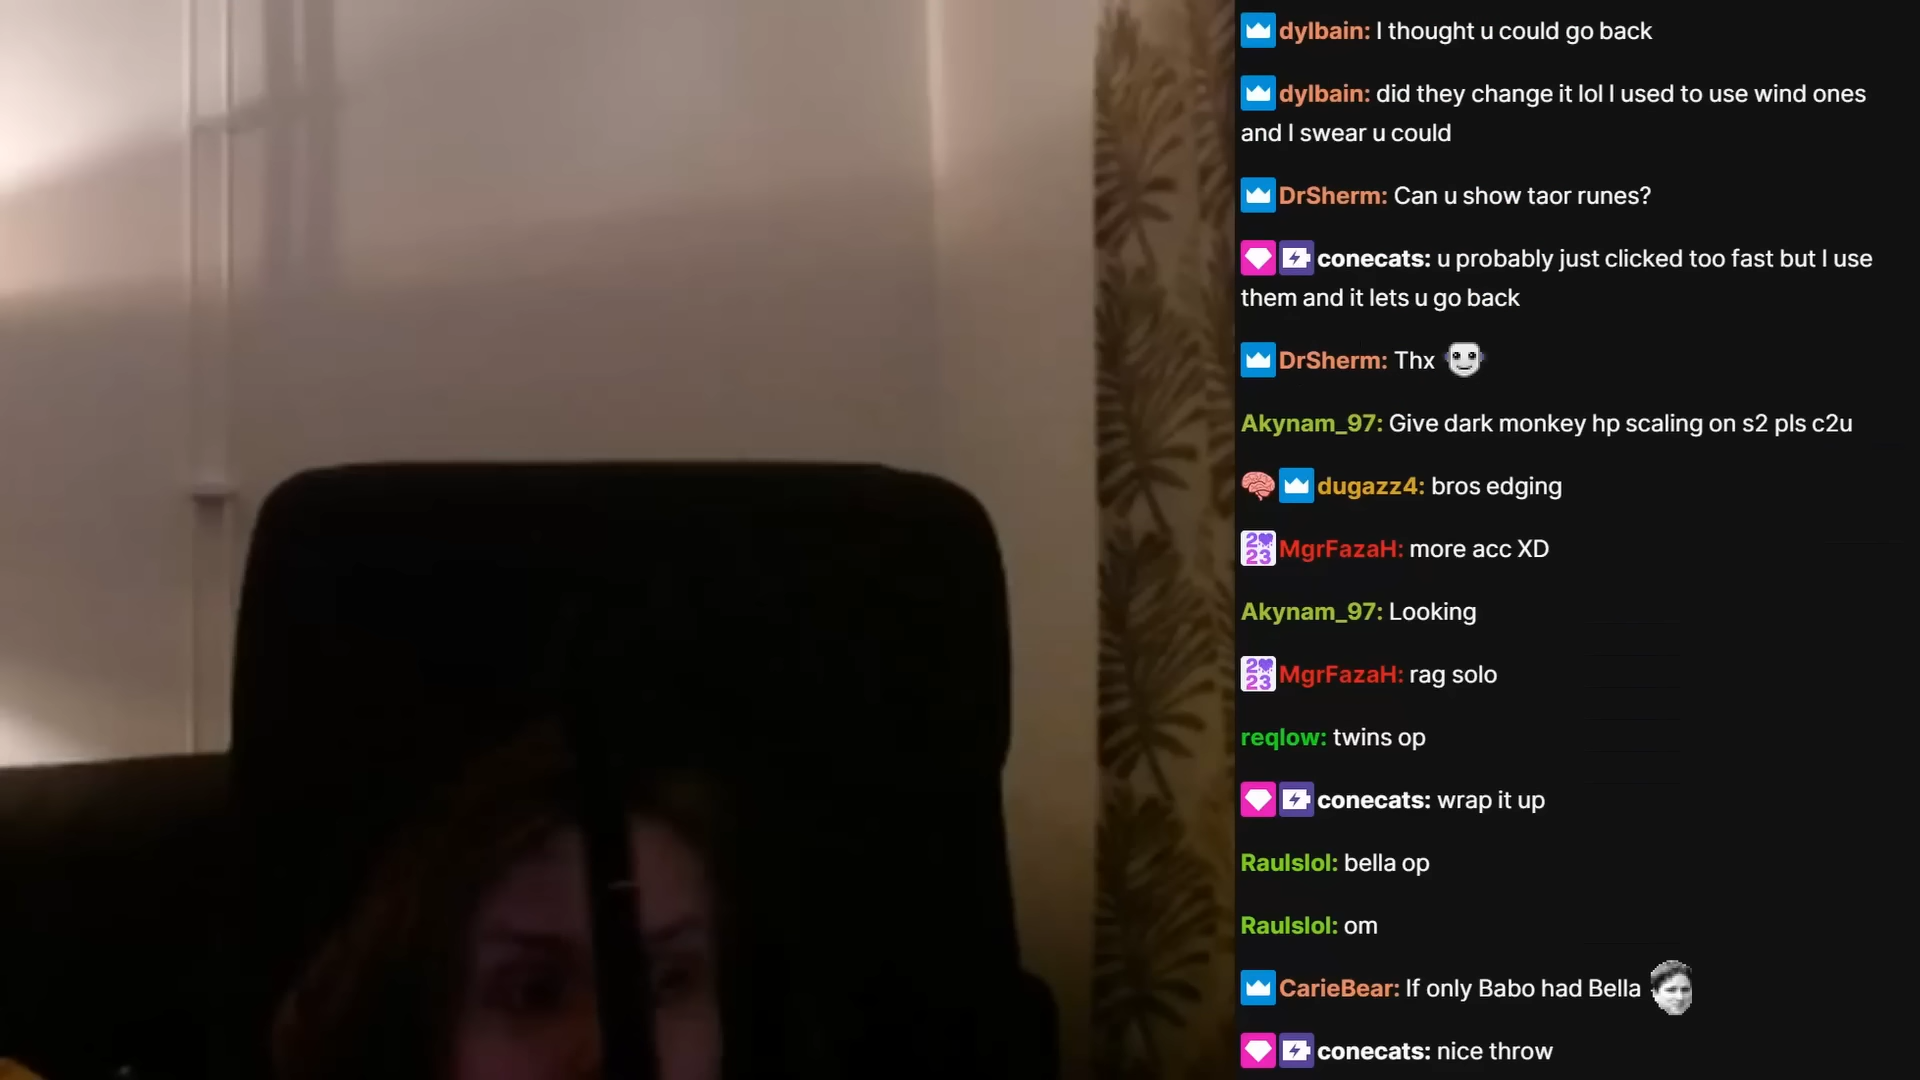 dylbain: I thought u could go back
dylbain: did they change it lol I used to use wind ones
and I swear u could
DrSherm: Can u show taor runes?
conecats: u probably just clicked too fast but I use
them and it lets u go back
DrSherm: Thx
Akynam_97: Give dark monkey hp scaling on s2 pls c2u
dugazz4: bros edging
2023 MgrFazaH: more acc XD
Akynam_97: Looking
2023 MgrFazaH: rag solo
reqlow: twins op
conecats: wrap it up
Raulslol: bella op
Raulslol: om
CarieBear: If only Babo had Bella
conecats: nice throw